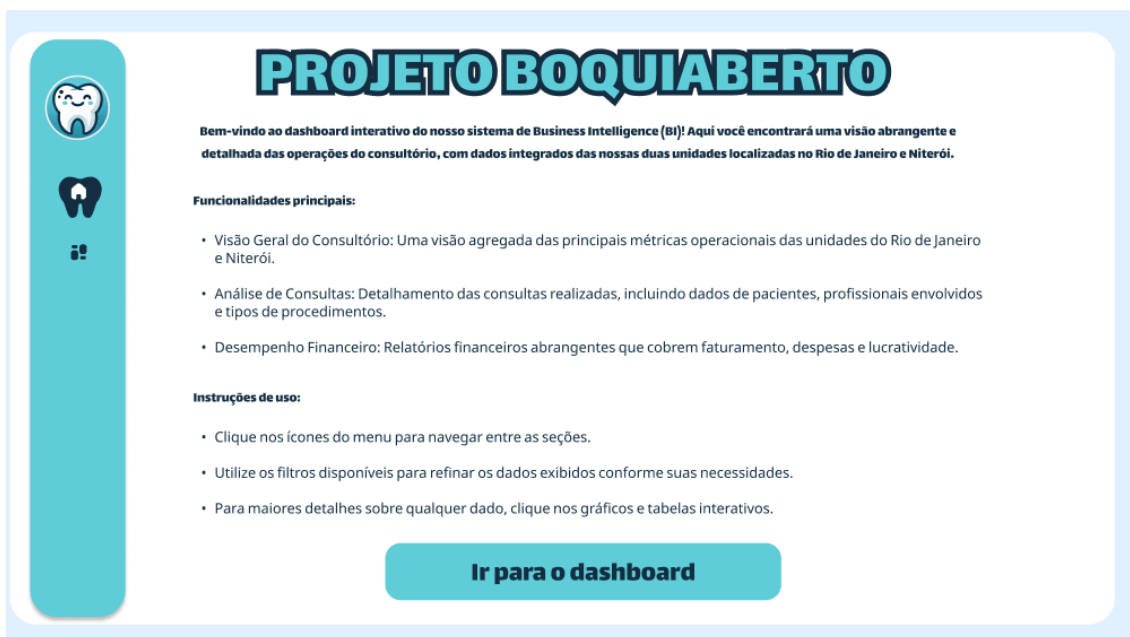 PROJETO BOQUIABERTO
Bem-vindo ao dashboard interativo do nosso sistema de Business Intelligence (BI)! Aqui você encontrará uma visão abrangente e
detalhada das operações do consultório, com dados integrados das nossas duas unidades localizadas no Rio de Janeiro e Niterói.
Funcionalidades principais:
• Visão Geral do Consultório: Uma visão agregada das principais métricas operacionais das unidades do Rio de Janeiro
e Niterói.
• Análise de Consultas: Detalhamento das consultas realizadas, incluindo dados de pacientes, profissionais envolvidos
e tipos de procedimentos.
• Desempenho Financeiro: Relatórios financeiros abrangentes que cobrem faturamento, despesas e lucratividade.
Instruções de uso:
• Clique nos ícones do menu para navegar entre as seções.
• Utilize os filtros disponíveis para refinar os dados exibidos conforme suas necessidades.
• Para maiores detalhes sobre qualquer dado, clique nos gráficos e tabelas interativos.
Ir para o dashboard